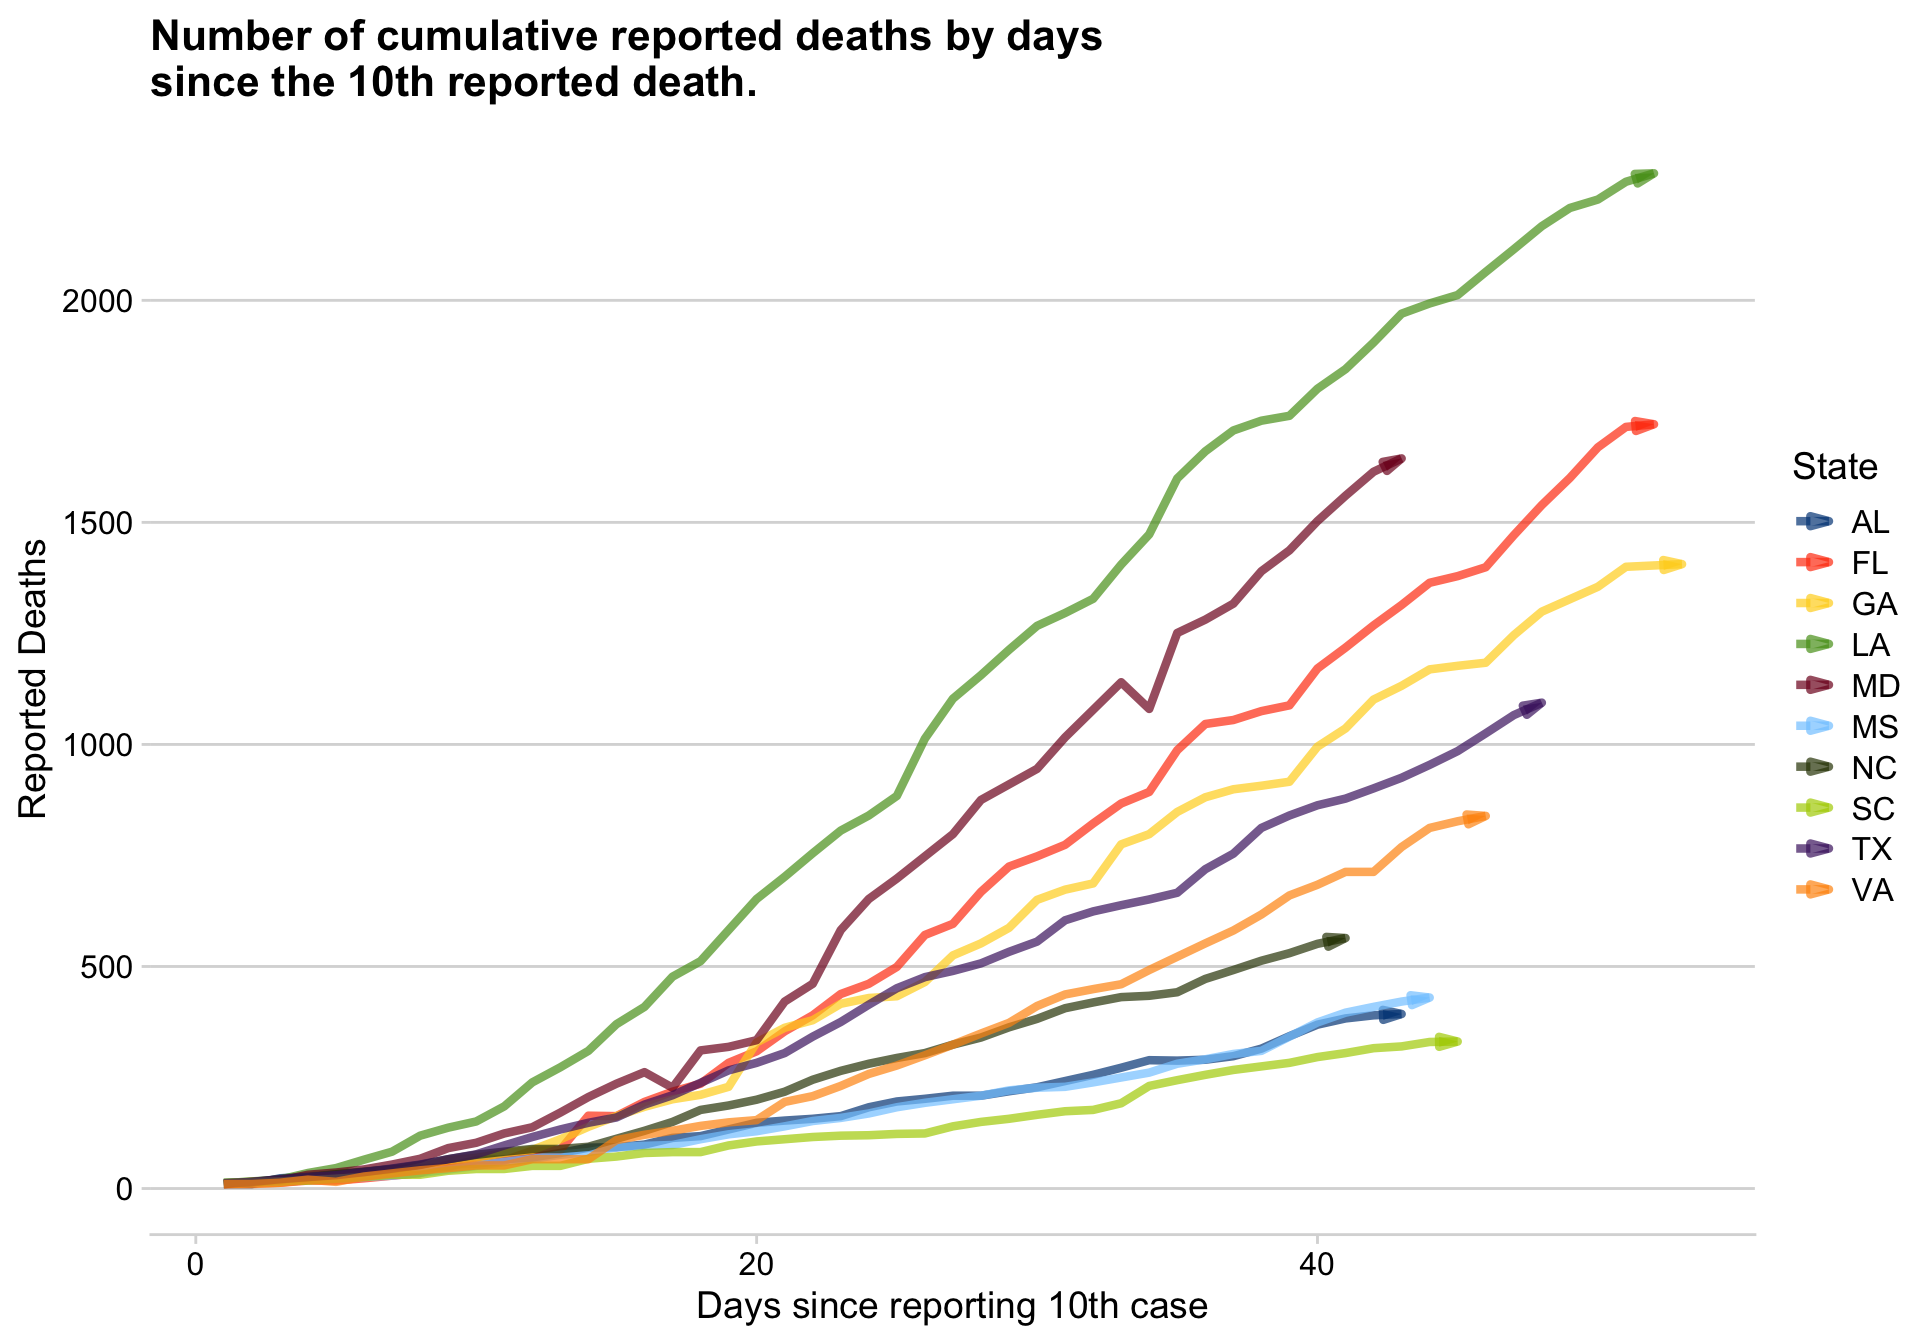 Number of cumulative reported deaths by days
since the 10th reported death.
Reported Deaths
2000
1500
1000
500
0
0 20 40
Days since reporting 10th case
State
AL
FL
GA
LA
MD
MS
NC
SC
TX
VA